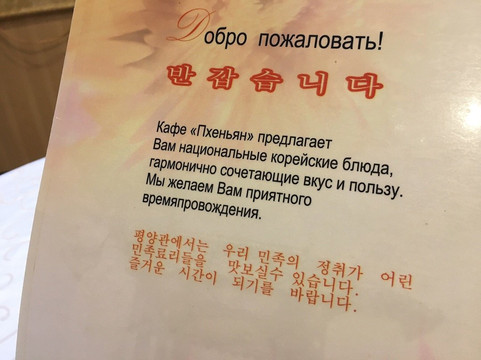 Добро пожаловать!
반갑습니다
Кафе «Пхеньян» предлагает
Вам национальные корейские блюда,
гармонично сочетающие вкус и пользу.
Мы желаем Вам приятного
времяпровождения.
평양관에서는 우리 민족의 정취가 어린
민족료리들을 맛보실수 있습니다.
즐거운 시간이 되기를 바랍니다.